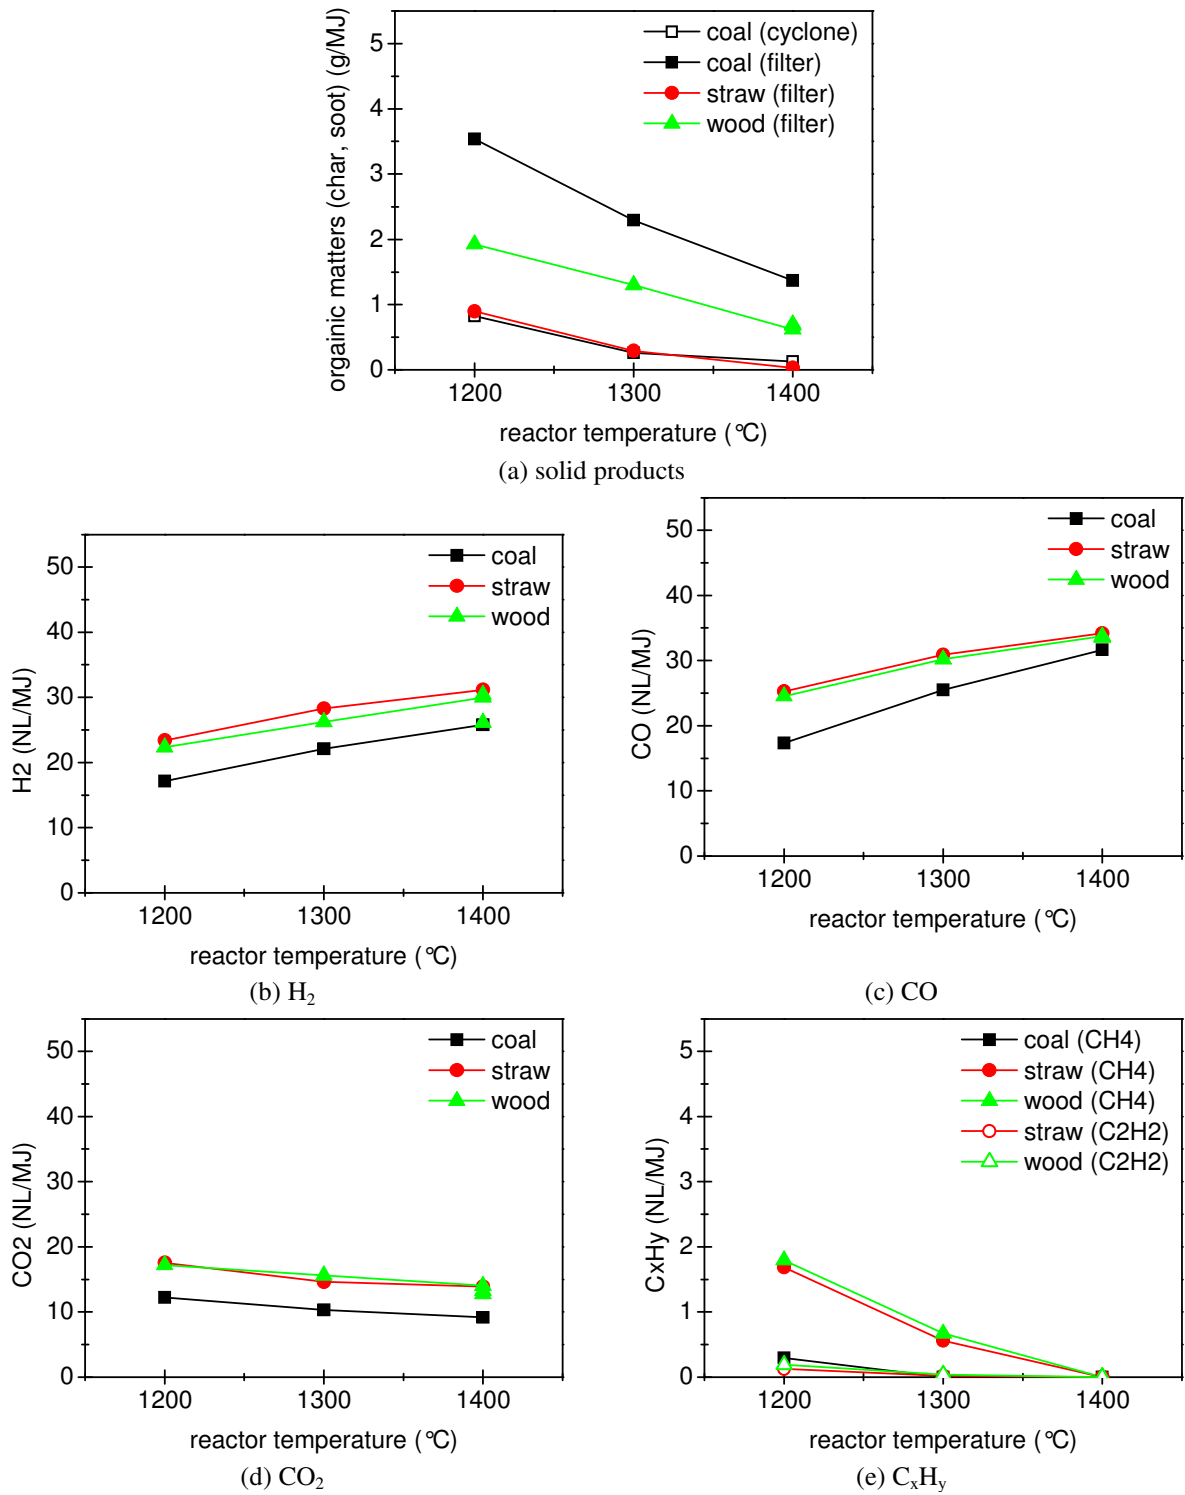 orgainic matters (char, soot) (g/MJ)
5
4
3
2
1
0
coal (cyclone)
coal (filter)
straw (filter)
wood (filter)
1200 1300 1400
reactor temperature (°C)
(a) solid products
H2 (NL/MJ)
50
40
30
20
10
0
coal
straw
wood
1200 1300 1400
reactor temperature (°C)
(b) H₂
CO (NL/MJ)
50
40
30
20
10
0
coal
straw
wood
1200 1300 1400
reactor temperature (°C)
(c) CO
CO2 (NL/MJ)
50
40
30
20
10
0
coal
straw
wood
1200 1300 1400
reactor temperature (°C)
(d) CO₂
CxHy (NL/MJ)
5
4
3
2
1
0
coal (CH4)
straw (CH4)
wood (CH4)
straw (C2H2)
wood (C2H2)
1200 1300 1400
reactor temperature (°C)
(e) CₓHᵧ